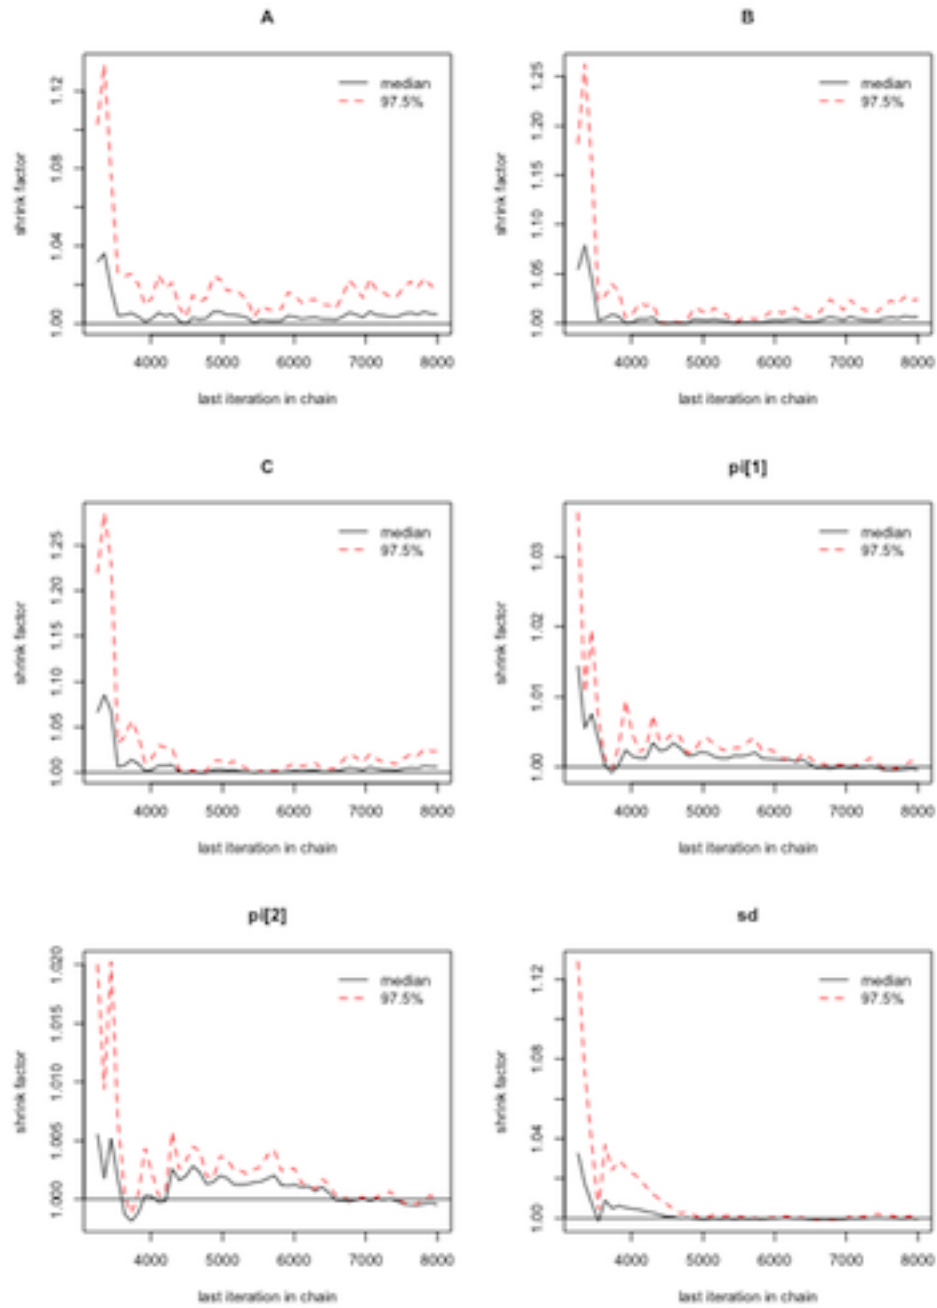 A
median
97.5%
shrink factor
1.00 1.04 1.08 1.12
4000 5000 6000 7000 8000
last iteration in chain
B
median
97.5%
shrink factor
1.00 1.05 1.10 1.15 1.20 1.25
4000 5000 6000 7000 8000
last iteration in chain
C
median
97.5%
shrink factor
1.00 1.05 1.10 1.15 1.20 1.25
4000 5000 6000 7000 8000
last iteration in chain
pi[1]
median
97.5%
shrink factor
1.00 1.01 1.02 1.03
4000 5000 6000 7000 8000
last iteration in chain
pi[2]
median
97.5%
shrink factor
1.000 1.005 1.010 1.015 1.020
4000 5000 6000 7000 8000
last iteration in chain
sd
median
97.5%
shrink factor
1.00 1.04 1.08 1.12
4000 5000 6000 7000 8000
last iteration in chain